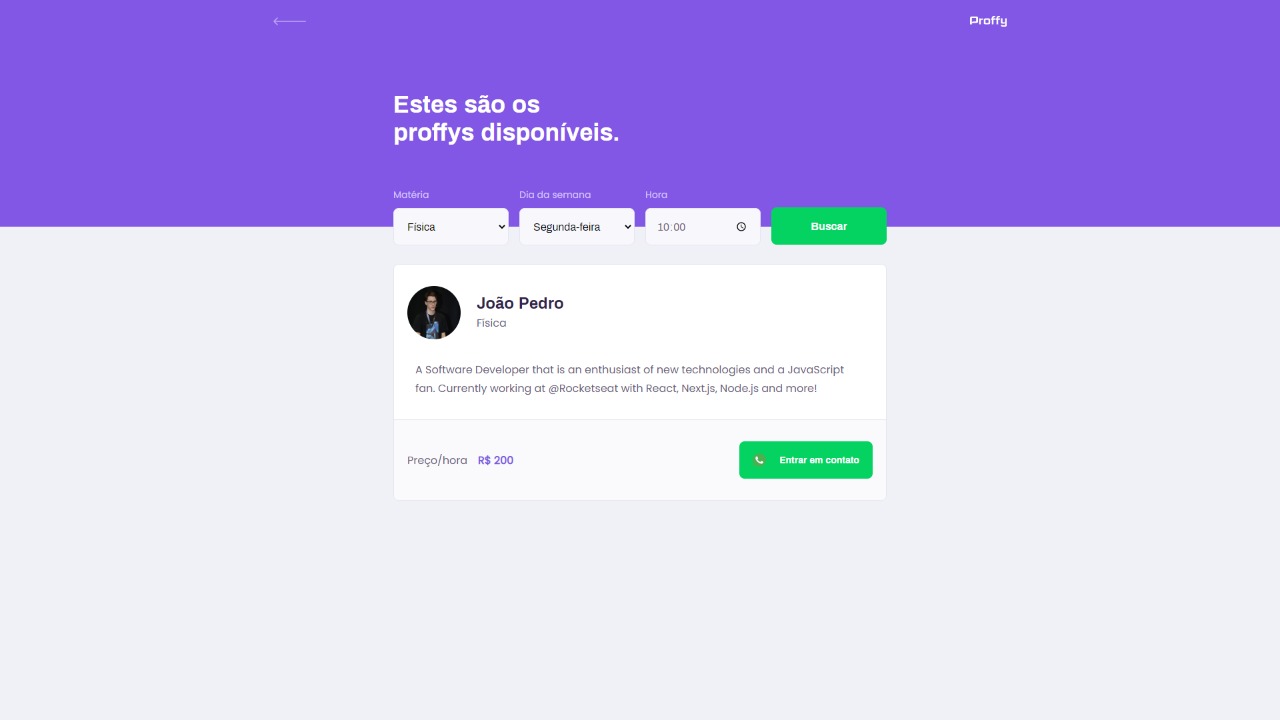 Proffy
Estes são os
proffys disponíveis.
Matéria
Dia da semana
Hora
Física
Segunda-feira
10:00
Buscar
João Pedro
Física
A Software Developer that is an enthusiast of new technologies and a JavaScript
fan. Currently working at @Rocketseat with React, Next.js, Node.js and more!
Preço/hora R$ 200
Entrar em contato